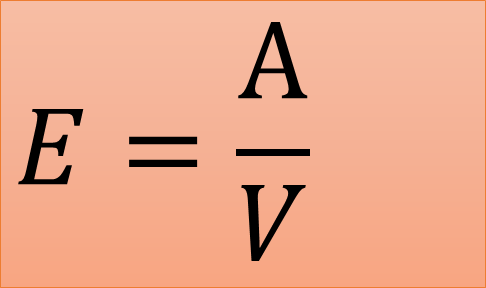 E = A/V